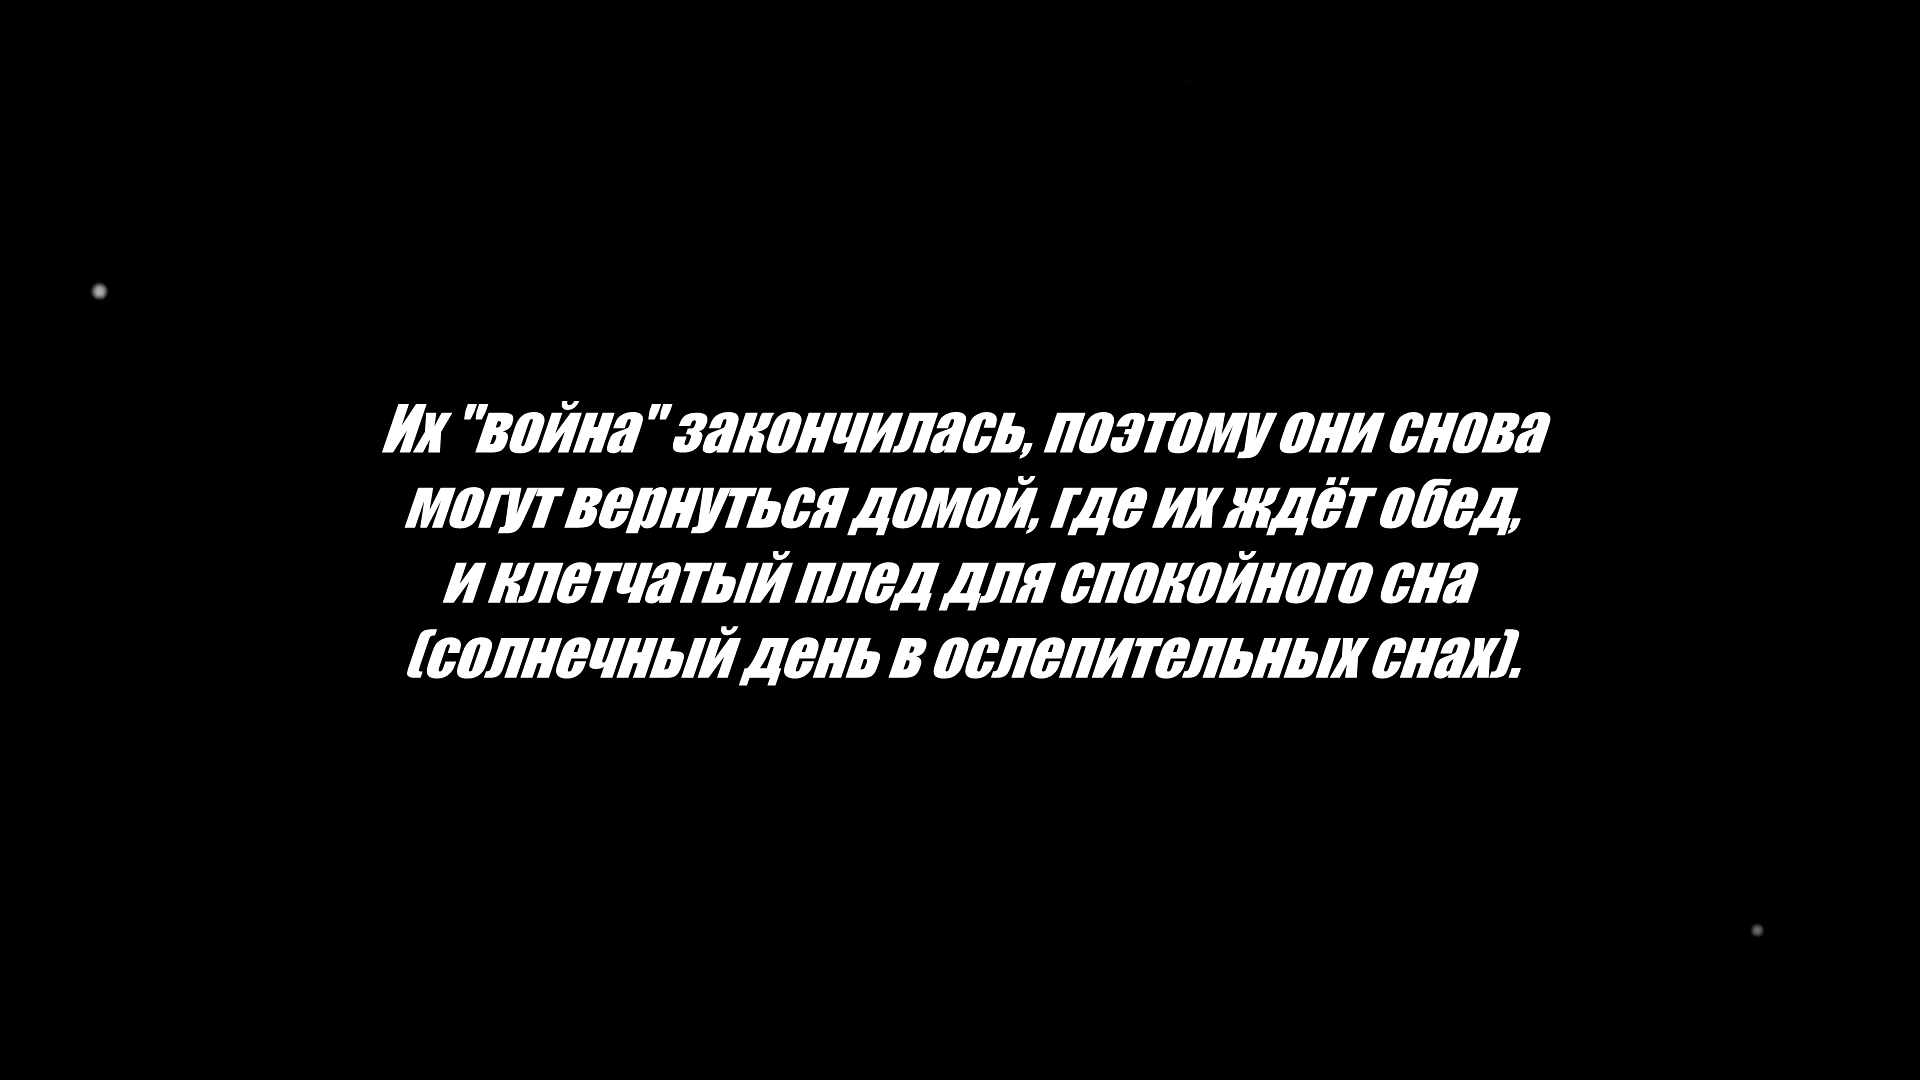 Их "война" закончилась, поэтому они снова
могут вернуться домой, где их ждёт обед,
и клетчатый плед для спокойного сна
(солнечный день в ослепительных снах).